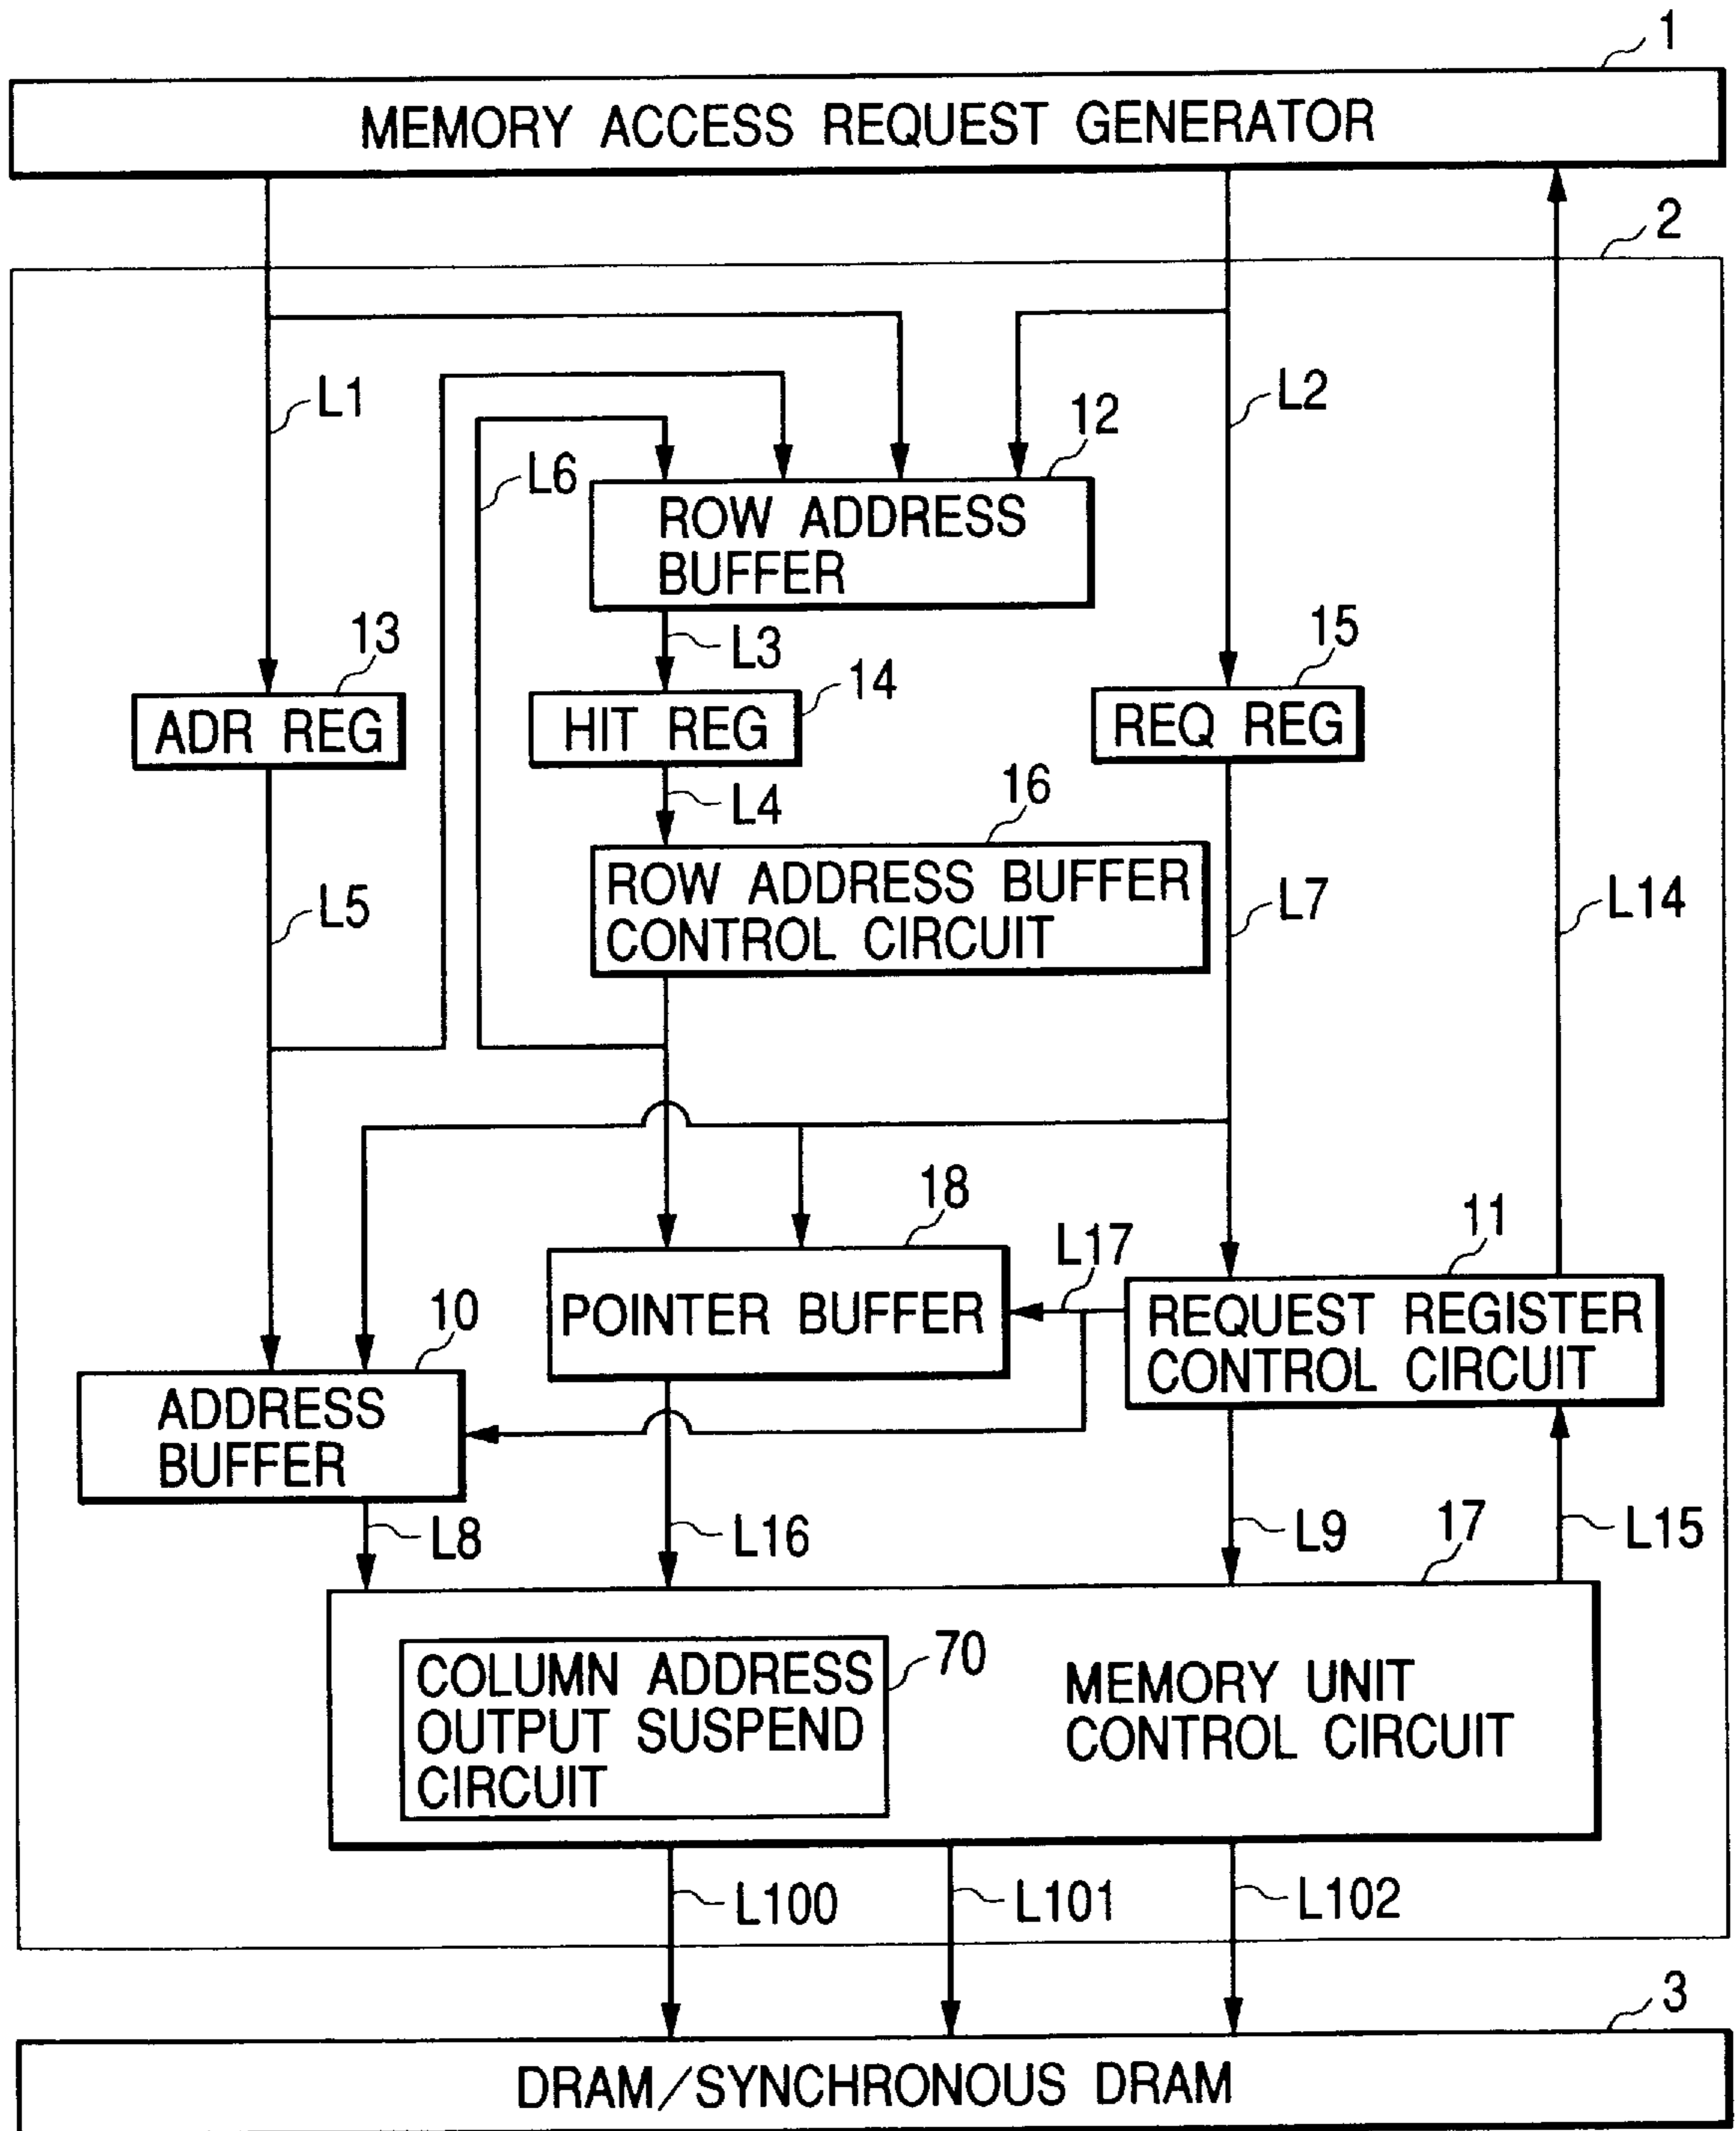 1
MEMORY ACCESS REQUEST GENERATOR
2
L1
L2
12
L6
ROW ADDRESS
BUFFER
13
L3
15
14
ADR REG
HIT REG
REQ REG
L4
16
L5
ROW ADDRESS BUFFER
CONTROL CIRCUIT
L7
L14
18
L17
11
10
POINTER BUFFER
REQUEST REGISTER
CONTROL CIRCUIT
ADDRESS
BUFFER
L8
L16
L9
17
L15
70
COLUMN ADDRESS
OUTPUT SUSPEND
CIRCUIT
MEMORY UNIT
CONTROL CIRCUIT
L100
L101
L102
3
DRAM/SYNCHRONOUS DRAM